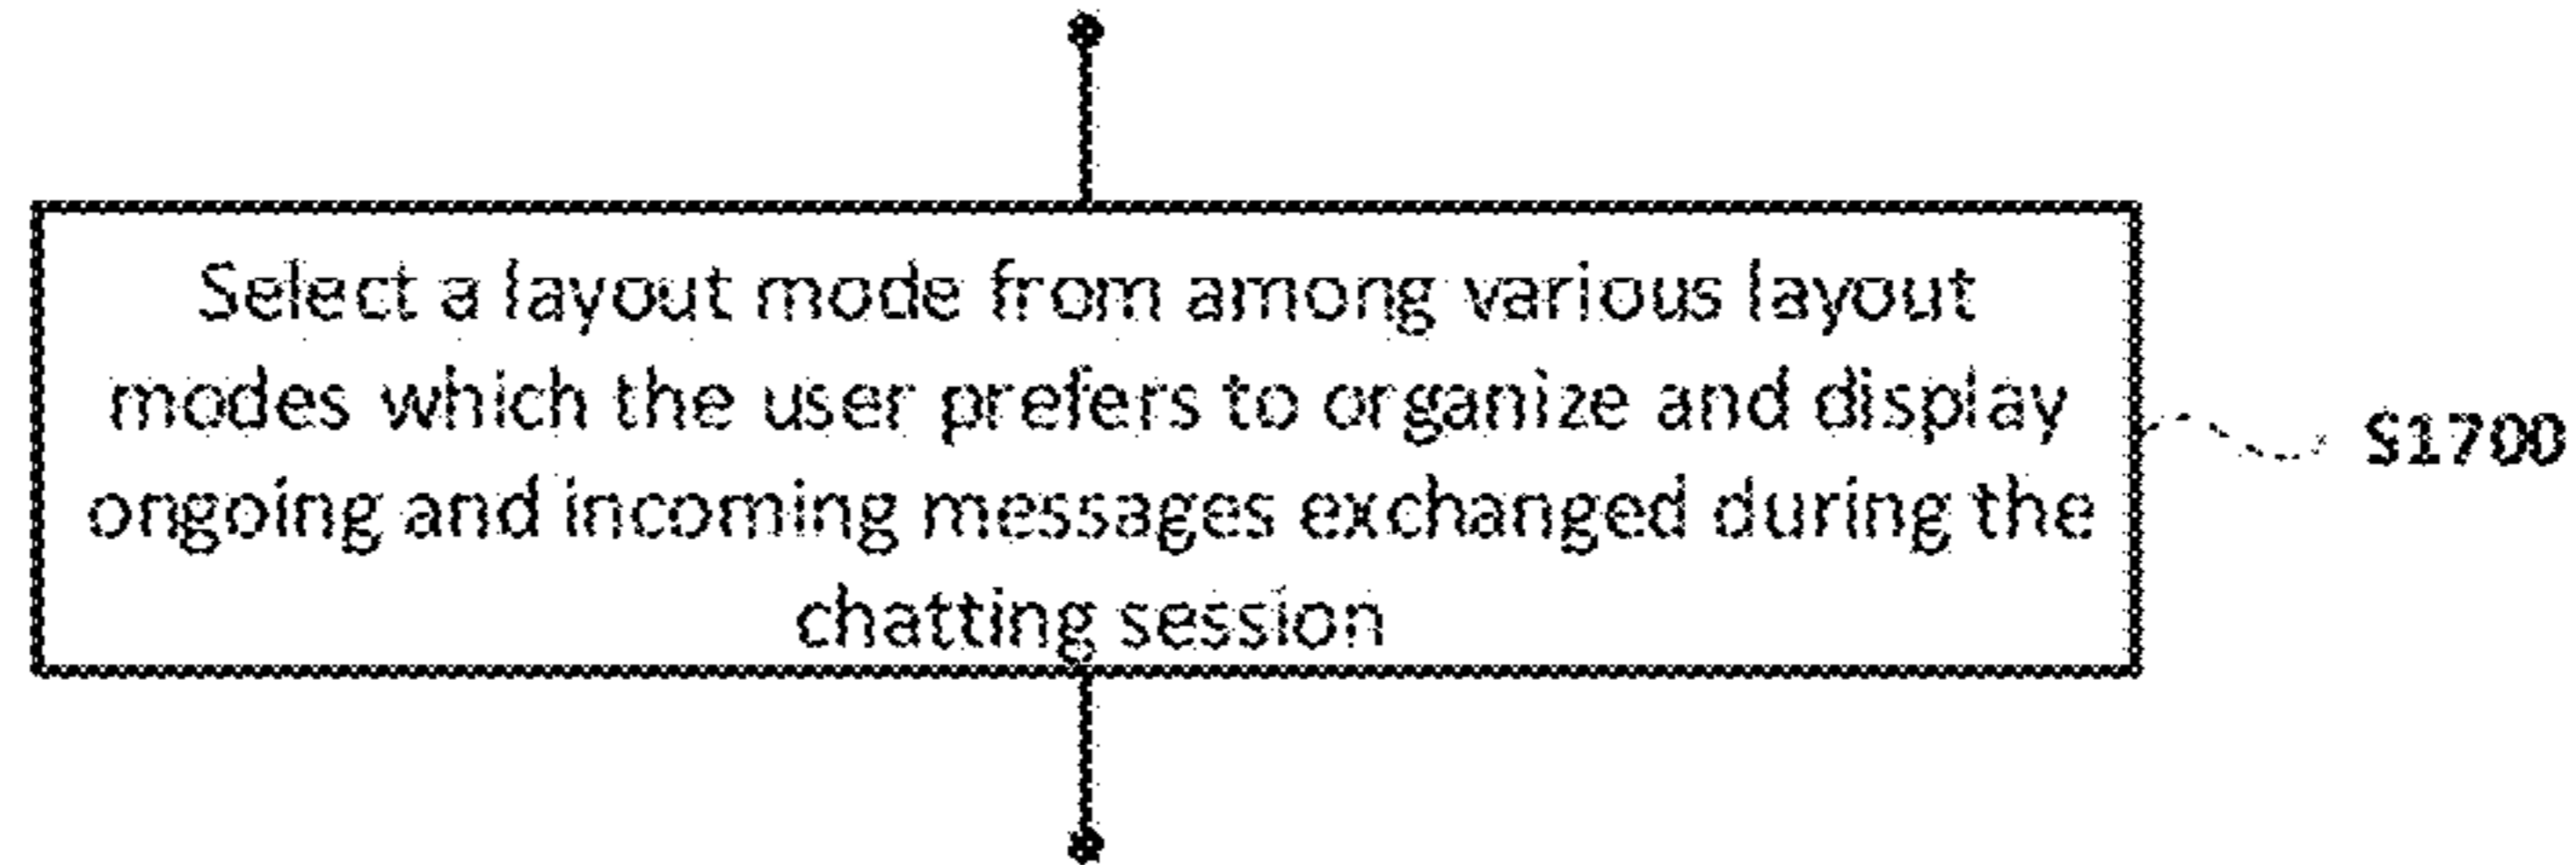 Select a layout mode from among various layout
modes which the user prefers to organize and display
ongoing and incoming messages exchanged during the
chatting session
S1700